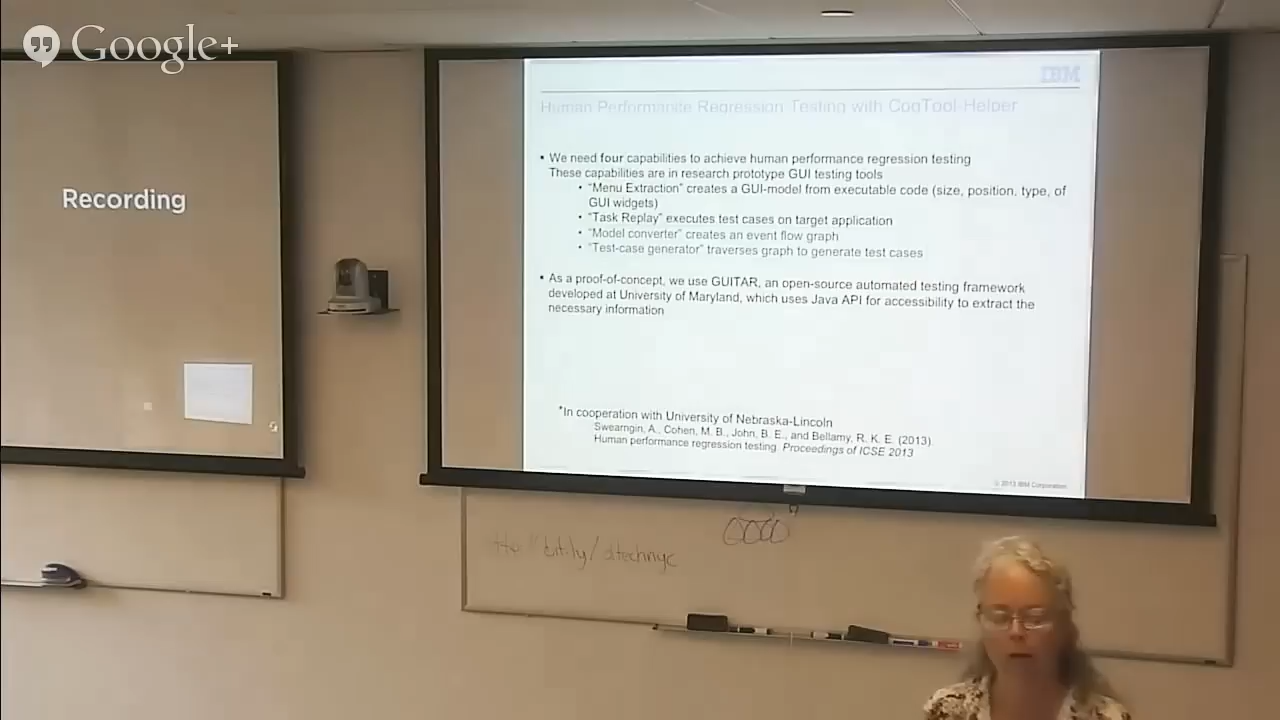 Google+
Recording
IBM
Human Performance Regression Testing with CogTool-Helper
• We need four capabilities to achieve human performance regression testing
These capabilities are in research prototype GUI testing tools
• "Menu Extraction" creates a GUI-model from executable code (size, position, type, of
GUI widgets)
• "Task Replay" executes test cases on target application
• "Model converter" creates an event flow graph
• "Test-case generator" traverses graph to generate test cases
• As a proof-of-concept, we use GUITAR, an open-source automated testing framework
developed at University of Maryland, which uses Java API for accessibility to extract the
necessary information
*In cooperation with University of Nebraska-Lincoln
Swearngin, A., Cohen, M. B., John, B. E., and Bellamy, R. K. E. (2013).
Human performance regression testing. Proceedings of ICSE 2013
© 2013 IBM Corporation
bit.ly/atechnyc